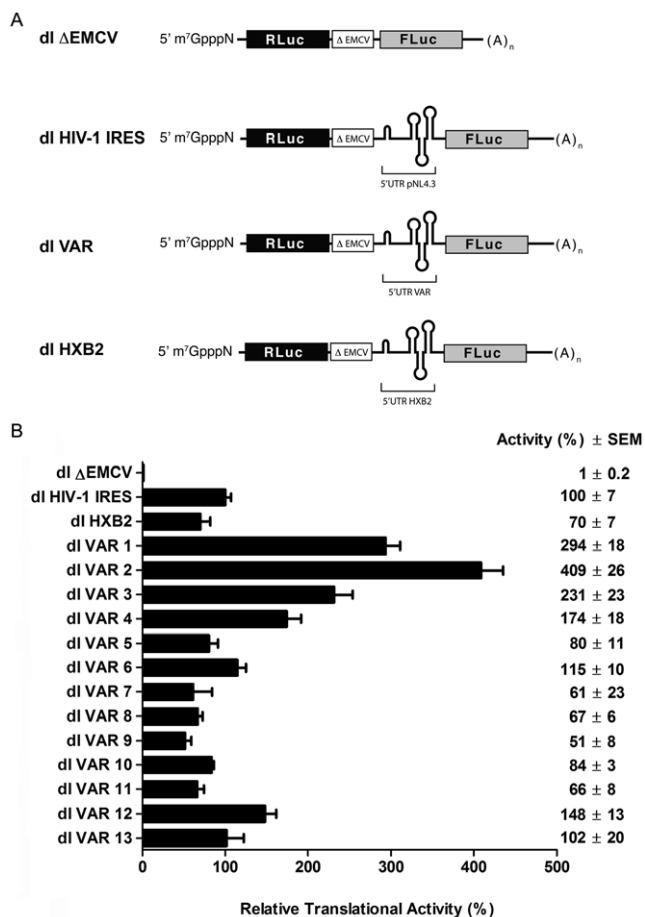 A
dl ΔEMCV 5' m⁷GpppN RLuc Δ EMCV FLuc (A)n
dl HIV-1 IRES 5' m⁷GpppN RLuc Δ EMCV FLuc (A)n
5'UTR pNL4.3
dl VAR 5' m⁷GpppN RLuc Δ EMCV FLuc (A)n
5'UTR VAR
dl HXB2 5' m⁷GpppN RLuc Δ EMCV FLuc (A)n
5'UTR HXB2
B
Activity (%) ± SEM
dl ΔEMCV 1 ± 0.2
dl HIV-1 IRES 100 ± 7
dl HXB2 70 ± 7
dl VAR 1 294 ± 18
dl VAR 2 409 ± 26
dl VAR 3 231 ± 23
dl VAR 4 174 ± 18
dl VAR 5 80 ± 11
dl VAR 6 115 ± 10
dl VAR 7 61 ± 23
dl VAR 8 67 ± 6
dl VAR 9 51 ± 8
dl VAR 10 84 ± 3
dl VAR 11 66 ± 8
dl VAR 12 148 ± 13
dl VAR 13 102 ± 20
0 100 200 300 400 500
Relative Translational Activity (%)